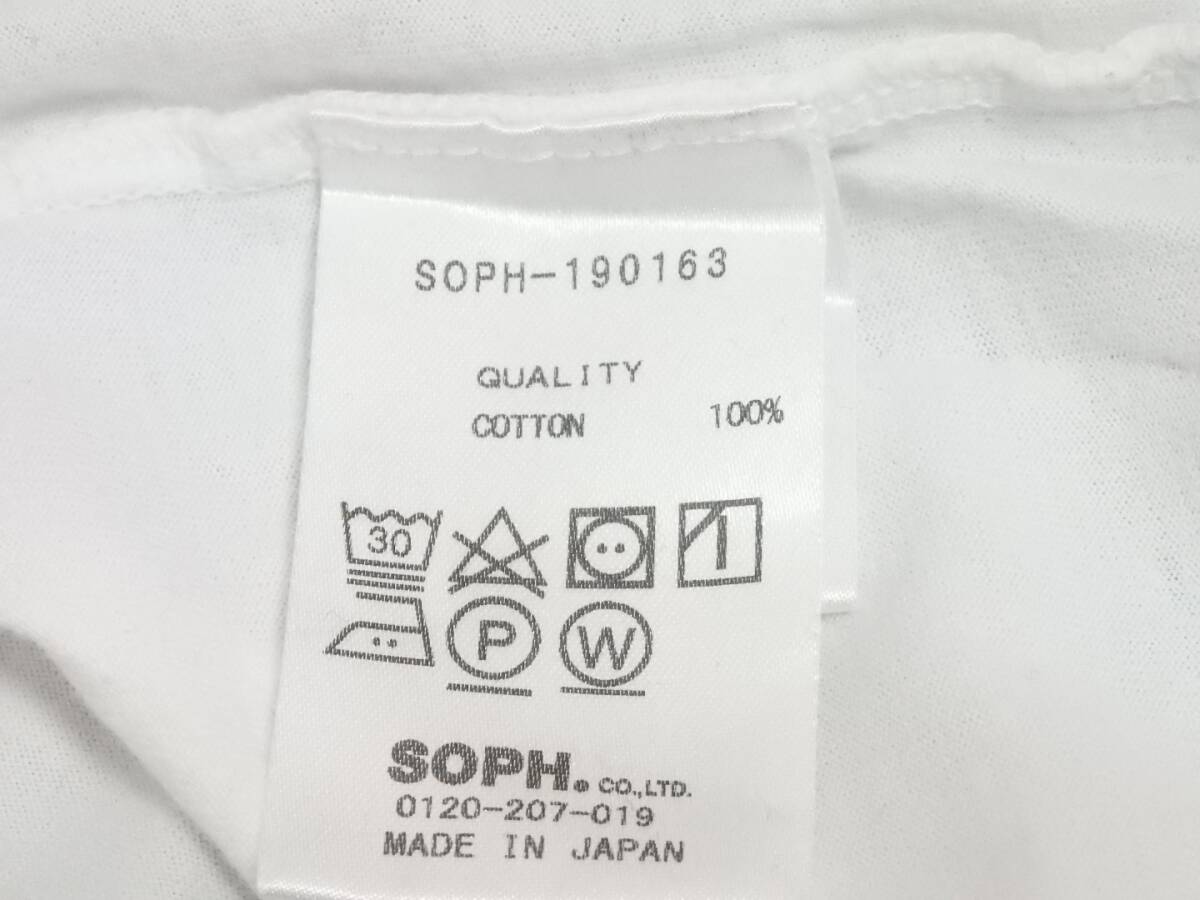 SOPH-190163
QUALITY
COTTON 100%
30
P W
SOPH. CO.,LTD.
0120-207-019
MADE IN JAPAN